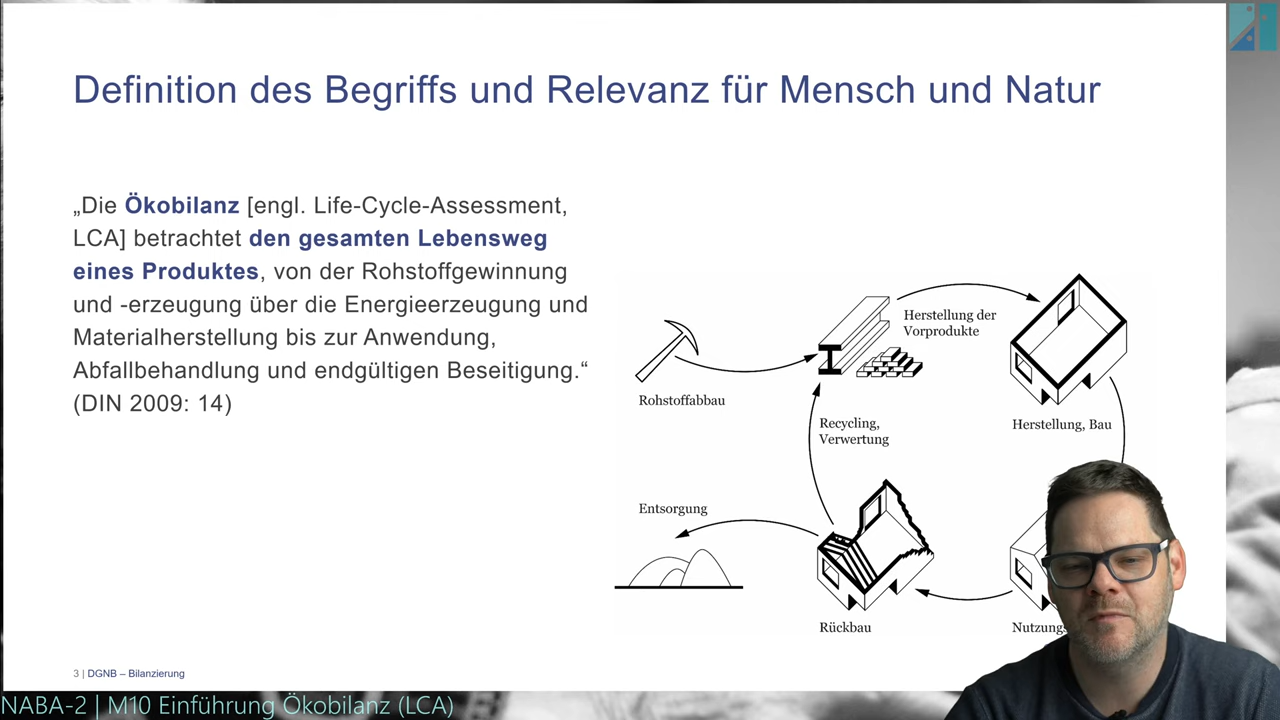 Definition des Begriffs und Relevanz für Mensch und Natur
„Die Ökobilanz [engl. Life-Cycle-Assessment,
LCA] betrachtet den gesamten Lebensweg
eines Produktes, von der Rohstoffgewinnung
und -erzeugung über die Energieerzeugung und
Materialherstellung bis zur Anwendung,
Abfallbehandlung und endgültigen Beseitigung.“
(DIN 2009: 14)
Herstellung der
Vorprodukte
Rohstoffabbau
Recycling,
Verwertung
Herstellung, Bau
Entsorgung
Rückbau
3 | DGNB – Bilanzierung
NABA-2 | M10 Einführung Ökobilanz (LCA)